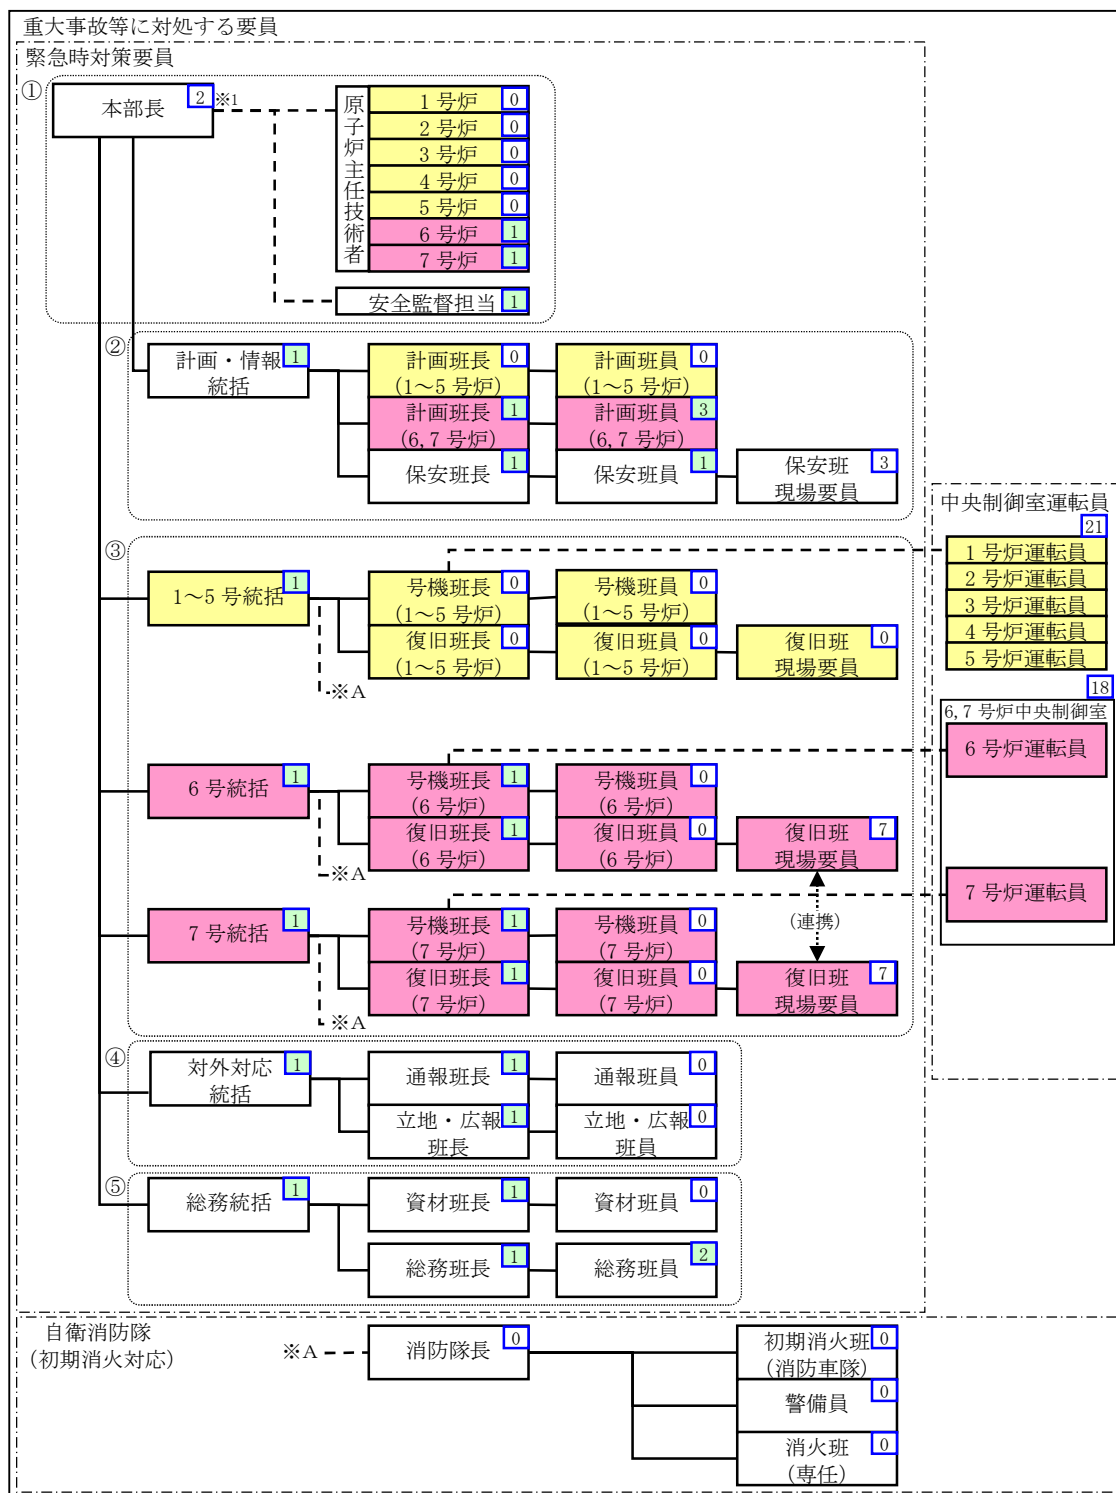 重大事故等に対処する要員
緊急時対策要員
①
本部長
2
※1
原子炉主任技術者
1 号炉
0
2 号炉
0
3 号炉
0
4 号炉
0
5 号炉
0
6 号炉
1
7 号炉
1
安全監督担当
1
②
計画・情報
統括
1
計画班長
(1～5 号炉)
0
計画班員
(1～5 号炉)
0
計画班長
(6,7 号炉)
1
計画班員
(6,7 号炉)
3
保安班長
1
保安班員
1
保安班
現場要員
3
中央制御室運転員
21
1 号炉運転員
2 号炉運転員
3 号炉運転員
4 号炉運転員
5 号炉運転員
18
6,7 号炉中央制御室
6 号炉運転員
7 号炉運転員
③
1～5 号統括
1
号機班長
(1～5 号炉)
0
号機班員
(1～5 号炉)
0
復旧班長
(1～5 号炉)
0
復旧班員
(1～5 号炉)
0
復旧班
現場要員
0
※A
6 号統括
1
号機班長
(6 号炉)
1
号機班員
(6 号炉)
0
復旧班長
(6 号炉)
1
復旧班員
(6 号炉)
0
復旧班
現場要員
7
※A
(連携)
7 号統括
1
号機班長
(7 号炉)
1
号機班員
(7 号炉)
0
復旧班長
(7 号炉)
1
復旧班員
(7 号炉)
0
復旧班
現場要員
7
※A
④
対外対応
統括
1
通報班長
1
通報班員
0
立地・広報
班長
1
立地・広報
班員
0
⑤
総務統括
1
資材班長
1
資材班員
0
総務班長
1
総務班員
2
自衛消防隊
(初期消火対応)
※A
消防隊長
0
初期消火班
(消防車隊)
0
警備員
0
消火班
(専任)
0